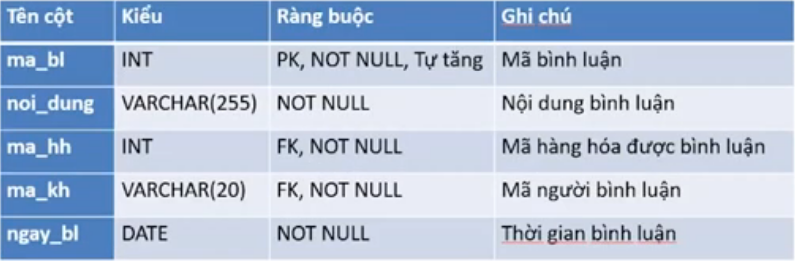 Tên cột Kiểu Ràng buộc Ghi chú
ma_bl INT PK, NOT NULL, Tự tăng Mã bình luận
noi_dung VARCHAR(255) NOT NULL Nội dung bình luận
ma_hh INT FK, NOT NULL Mã hàng hóa được bình luận
ma_kh VARCHAR(20) FK, NOT NULL Mã người bình luận
ngay_bl DATE NOT NULL Thời gian bình luận